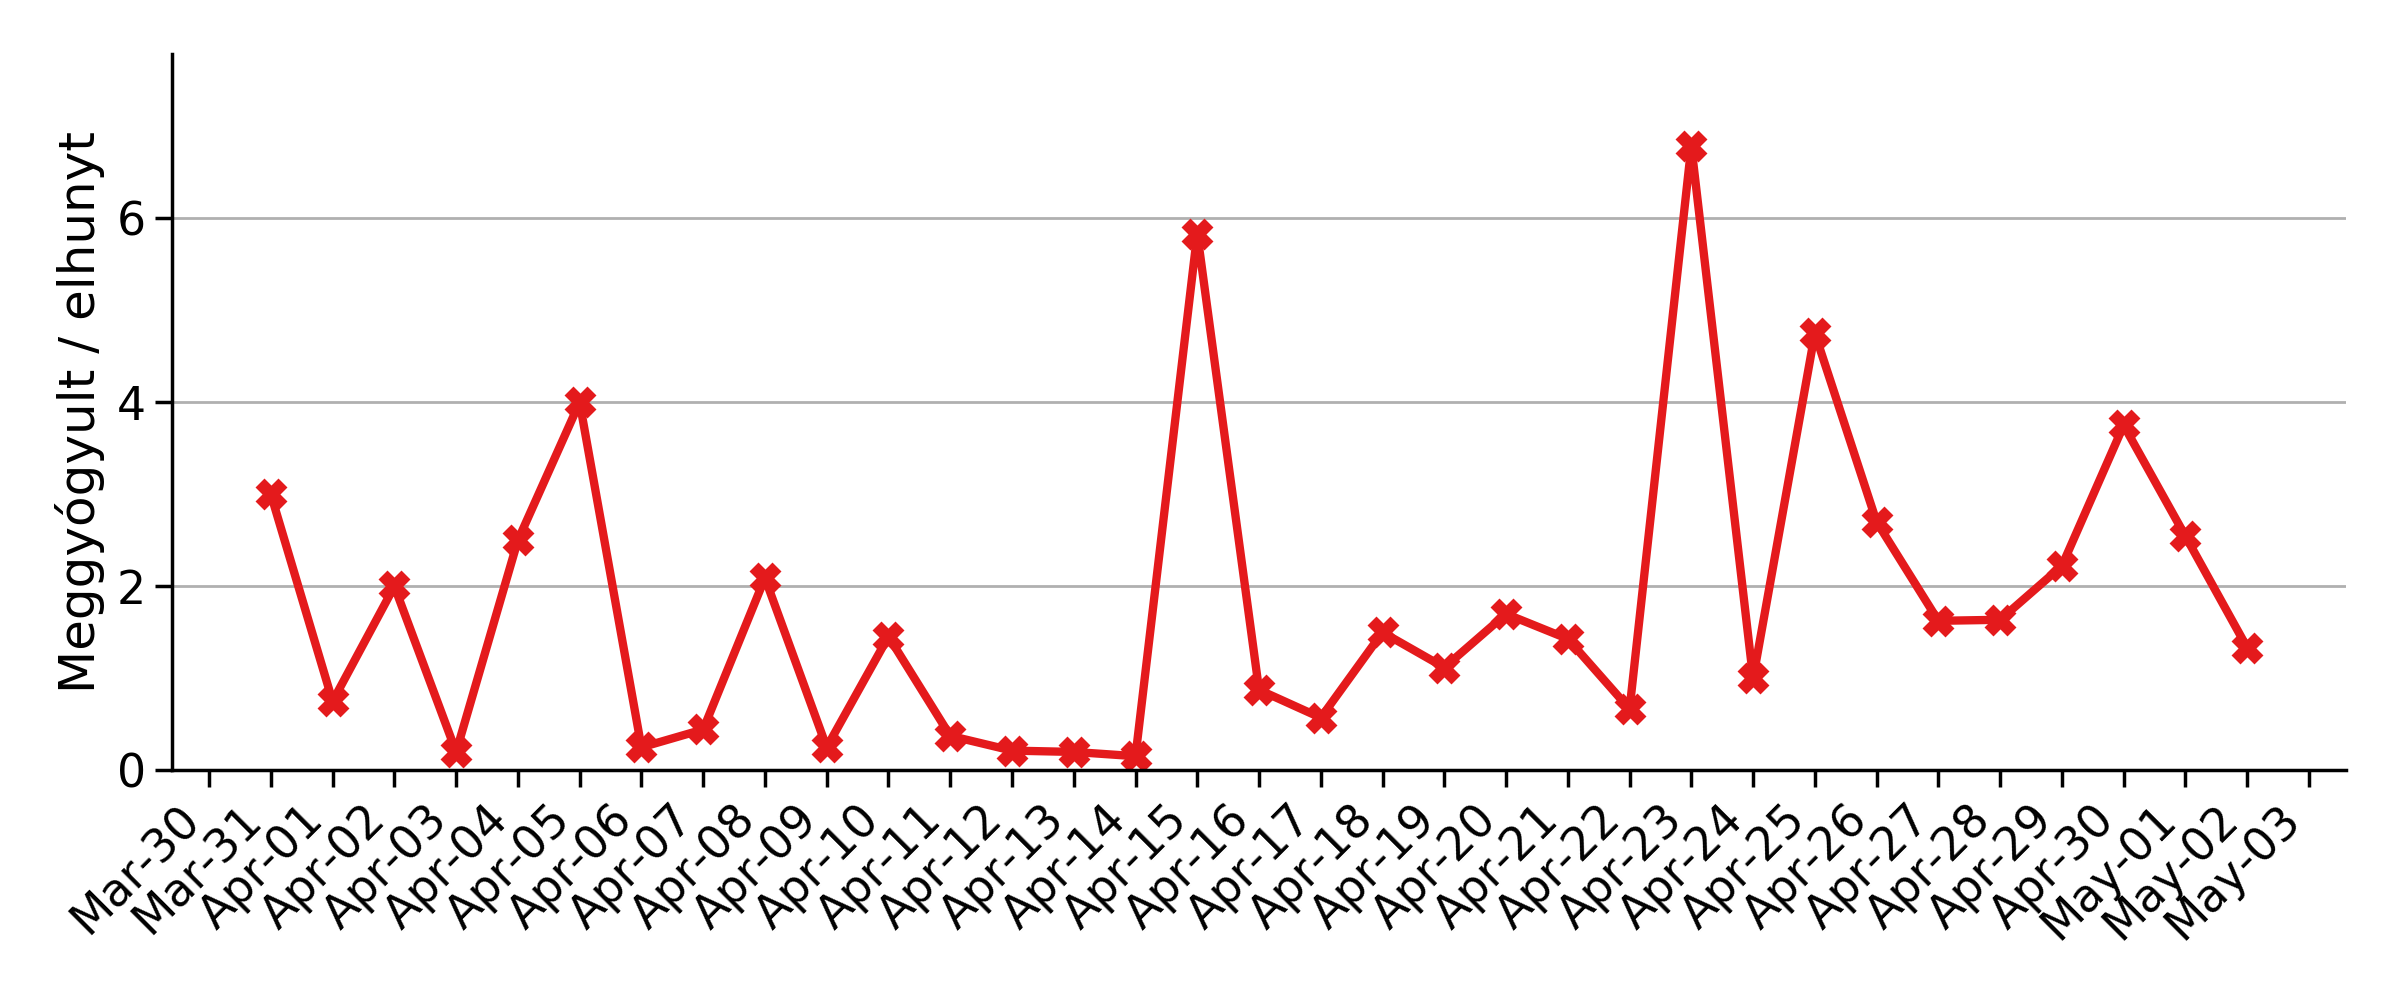 Meggyógyult / elhunyt
6
4
2
0
Mar-30
Mar-31
Apr-01
Apr-02
Apr-03
Apr-04
Apr-05
Apr-06
Apr-07
Apr-08
Apr-09
Apr-10
Apr-11
Apr-12
Apr-13
Apr-14
Apr-15
Apr-16
Apr-17
Apr-18
Apr-19
Apr-20
Apr-21
Apr-22
Apr-23
Apr-24
Apr-25
Apr-26
Apr-27
Apr-28
Apr-29
Apr-30
May-01
May-02
May-03